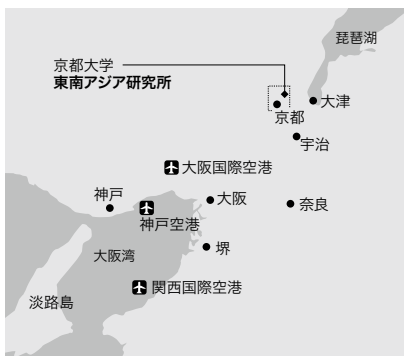 琵琶湖
京都大学
東南アジア研究所
大津
京都
宇治
大阪国際空港
神戸
大阪
奈良
神戸空港
大阪湾
堺
関西国際空港
淡路島